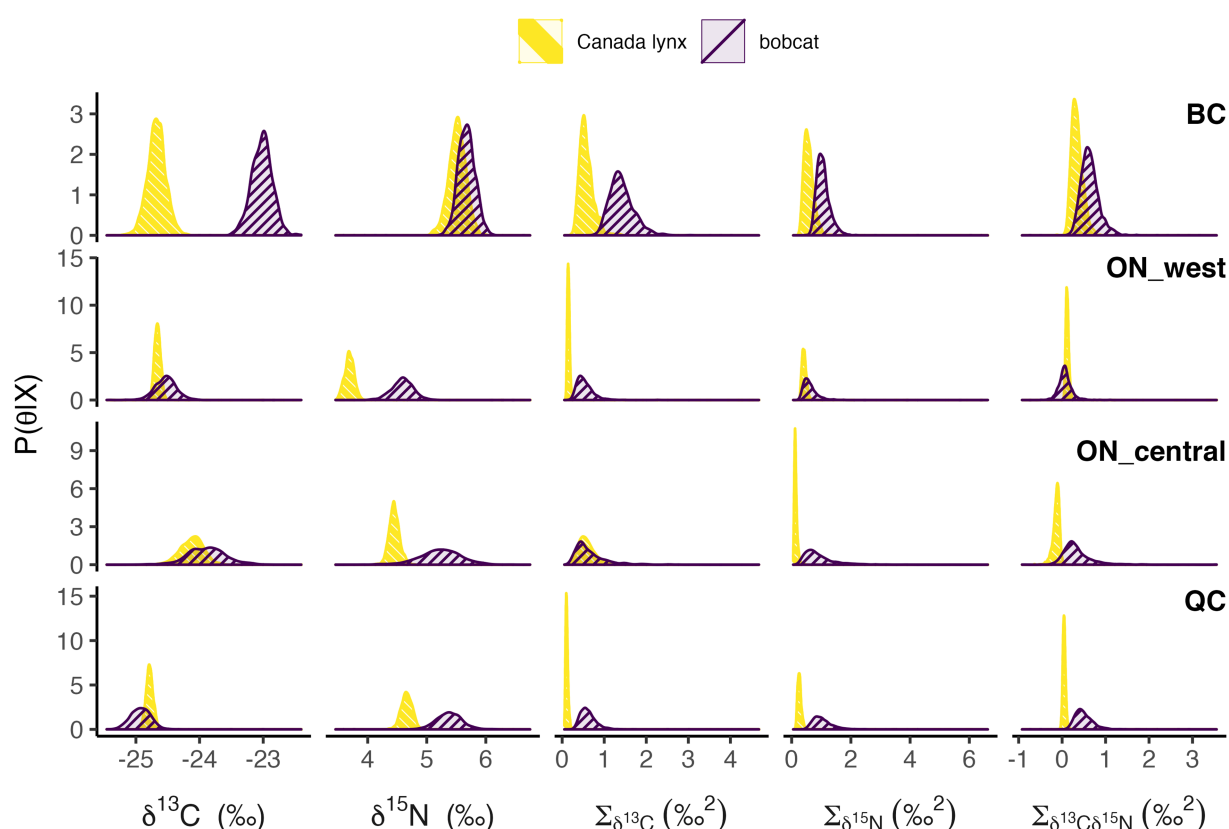 Canada lynx bobcat
BC
3
2
1
0
ON_west
15
10
5
0
P(θ|X)
ON_central
9
6
3
0
QC
15
10
5
0
-25 -24 -23 4 5 6 0 1 2 3 4 0 2 4 6 -1 0 1 2 3
δ¹³C (‰) δ¹⁵N (‰) Σδ¹³C (‰²) Σδ¹⁵N (‰²) Σδ¹³Cδ¹⁵N (‰²)